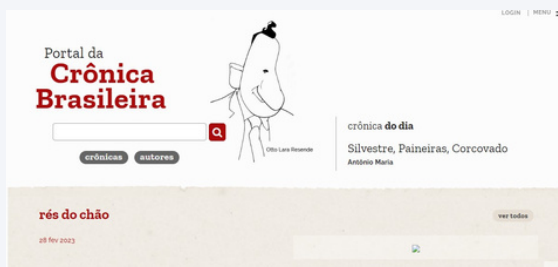 LOGIN | MENU
Portal da
Crônica
Brasileira
crônicas autores
Otto Lara Resende
crônica do dia
Silvestre, Paineiras, Corcovado
Antônio Maria
rés do chão
ver todos
28 fev 2023